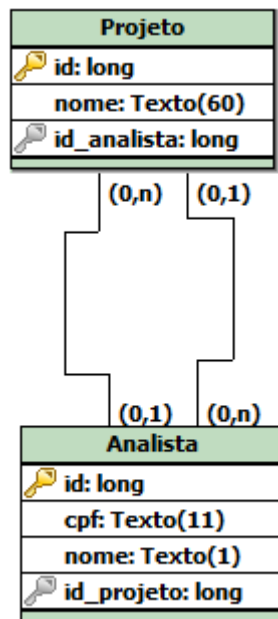 Projeto
id: long
nome: Texto(60)
id_analista: long
(0,n) (0,1)
(0,1) (0,n)
Analista
id: long
cpf: Texto(11)
nome: Texto(1)
id_projeto: long